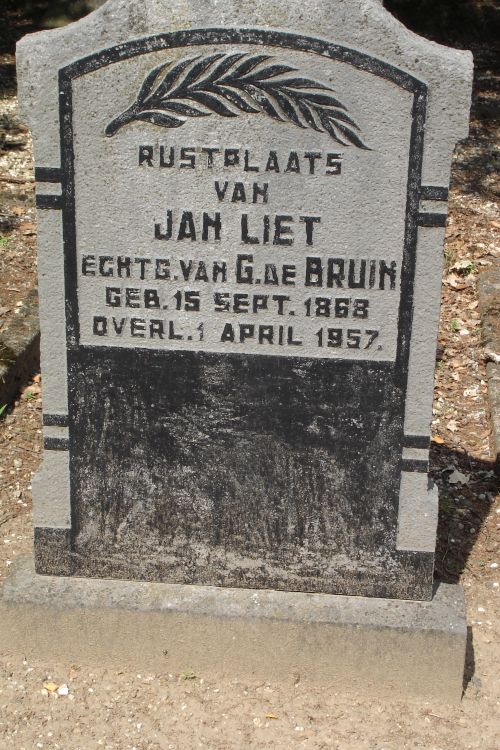 RUSTPLAATS
VAN
JAN LIET
ECHTG. VAN G. DE BRUIN
GEB. 15 SEPT. 1868
OVERL. 1 APRIL 1957.